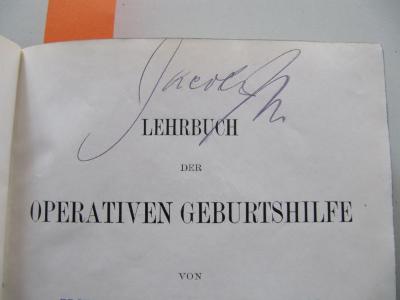 LEHRBUCH
DER
OPERATIVEN GEBURTSHILFE
VON